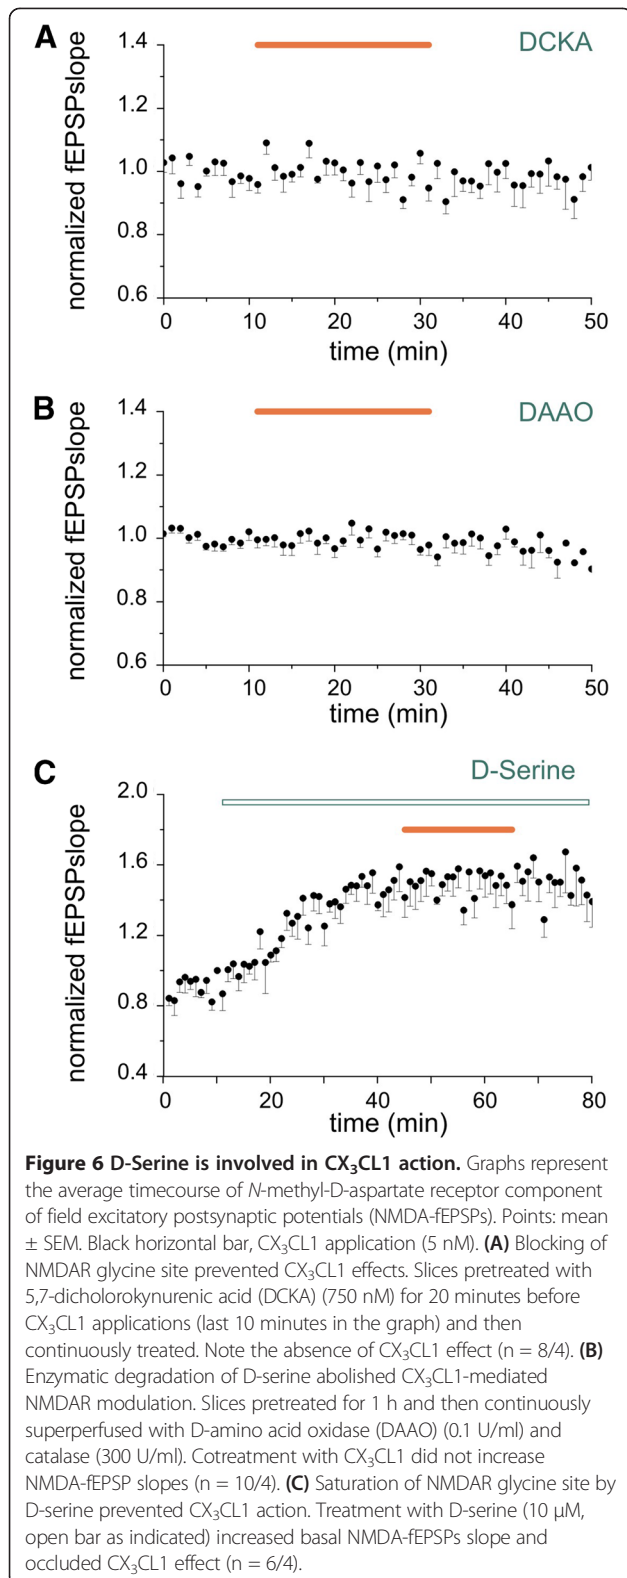 A
DCKA
normalized fEPSPslope
1.4
1.2
1.0
0.8
0.6
0 10 20 30 40 50
time (min)
B
DAAO
normalized fEPSPslope
1.4
1.2
1.0
0.8
0.6
0 10 20 30 40 50
time (min)
C
D-Serine
normalized fEPSPslope
2.0
1.6
1.2
0.8
0.4
0 20 40 60 80
time (min)
Figure 6 D-Serine is involved in CX₃CL1 action. Graphs represent
the average timecourse of N-methyl-D-aspartate receptor component
of field excitatory postsynaptic potentials (NMDA-fEPSPs). Points: mean
± SEM. Black horizontal bar, CX₃CL1 application (5 nM). (A) Blocking of
NMDAR glycine site prevented CX₃CL1 effects. Slices pretreated with
5,7-dicholorokynurenic acid (DCKA) (750 nM) for 20 minutes before
CX₃CL1 applications (last 10 minutes in the graph) and then
continuously treated. Note the absence of CX₃CL1 effect (n = 8/4). (B)
Enzymatic degradation of D-serine abolished CX₃CL1-mediated
NMDAR modulation. Slices pretreated for 1 h and then continuously
superperfused with D-amino acid oxidase (DAAO) (0.1 U/ml) and
catalase (300 U/ml). Cotreatment with CX₃CL1 did not increase
NMDA-fEPSP slopes (n = 10/4). (C) Saturation of NMDAR glycine site by
D-serine prevented CX₃CL1 action. Treatment with D-serine (10 μM,
open bar as indicated) increased basal NMDA-fEPSPs slope and
occluded CX₃CL1 effect (n = 6/4).